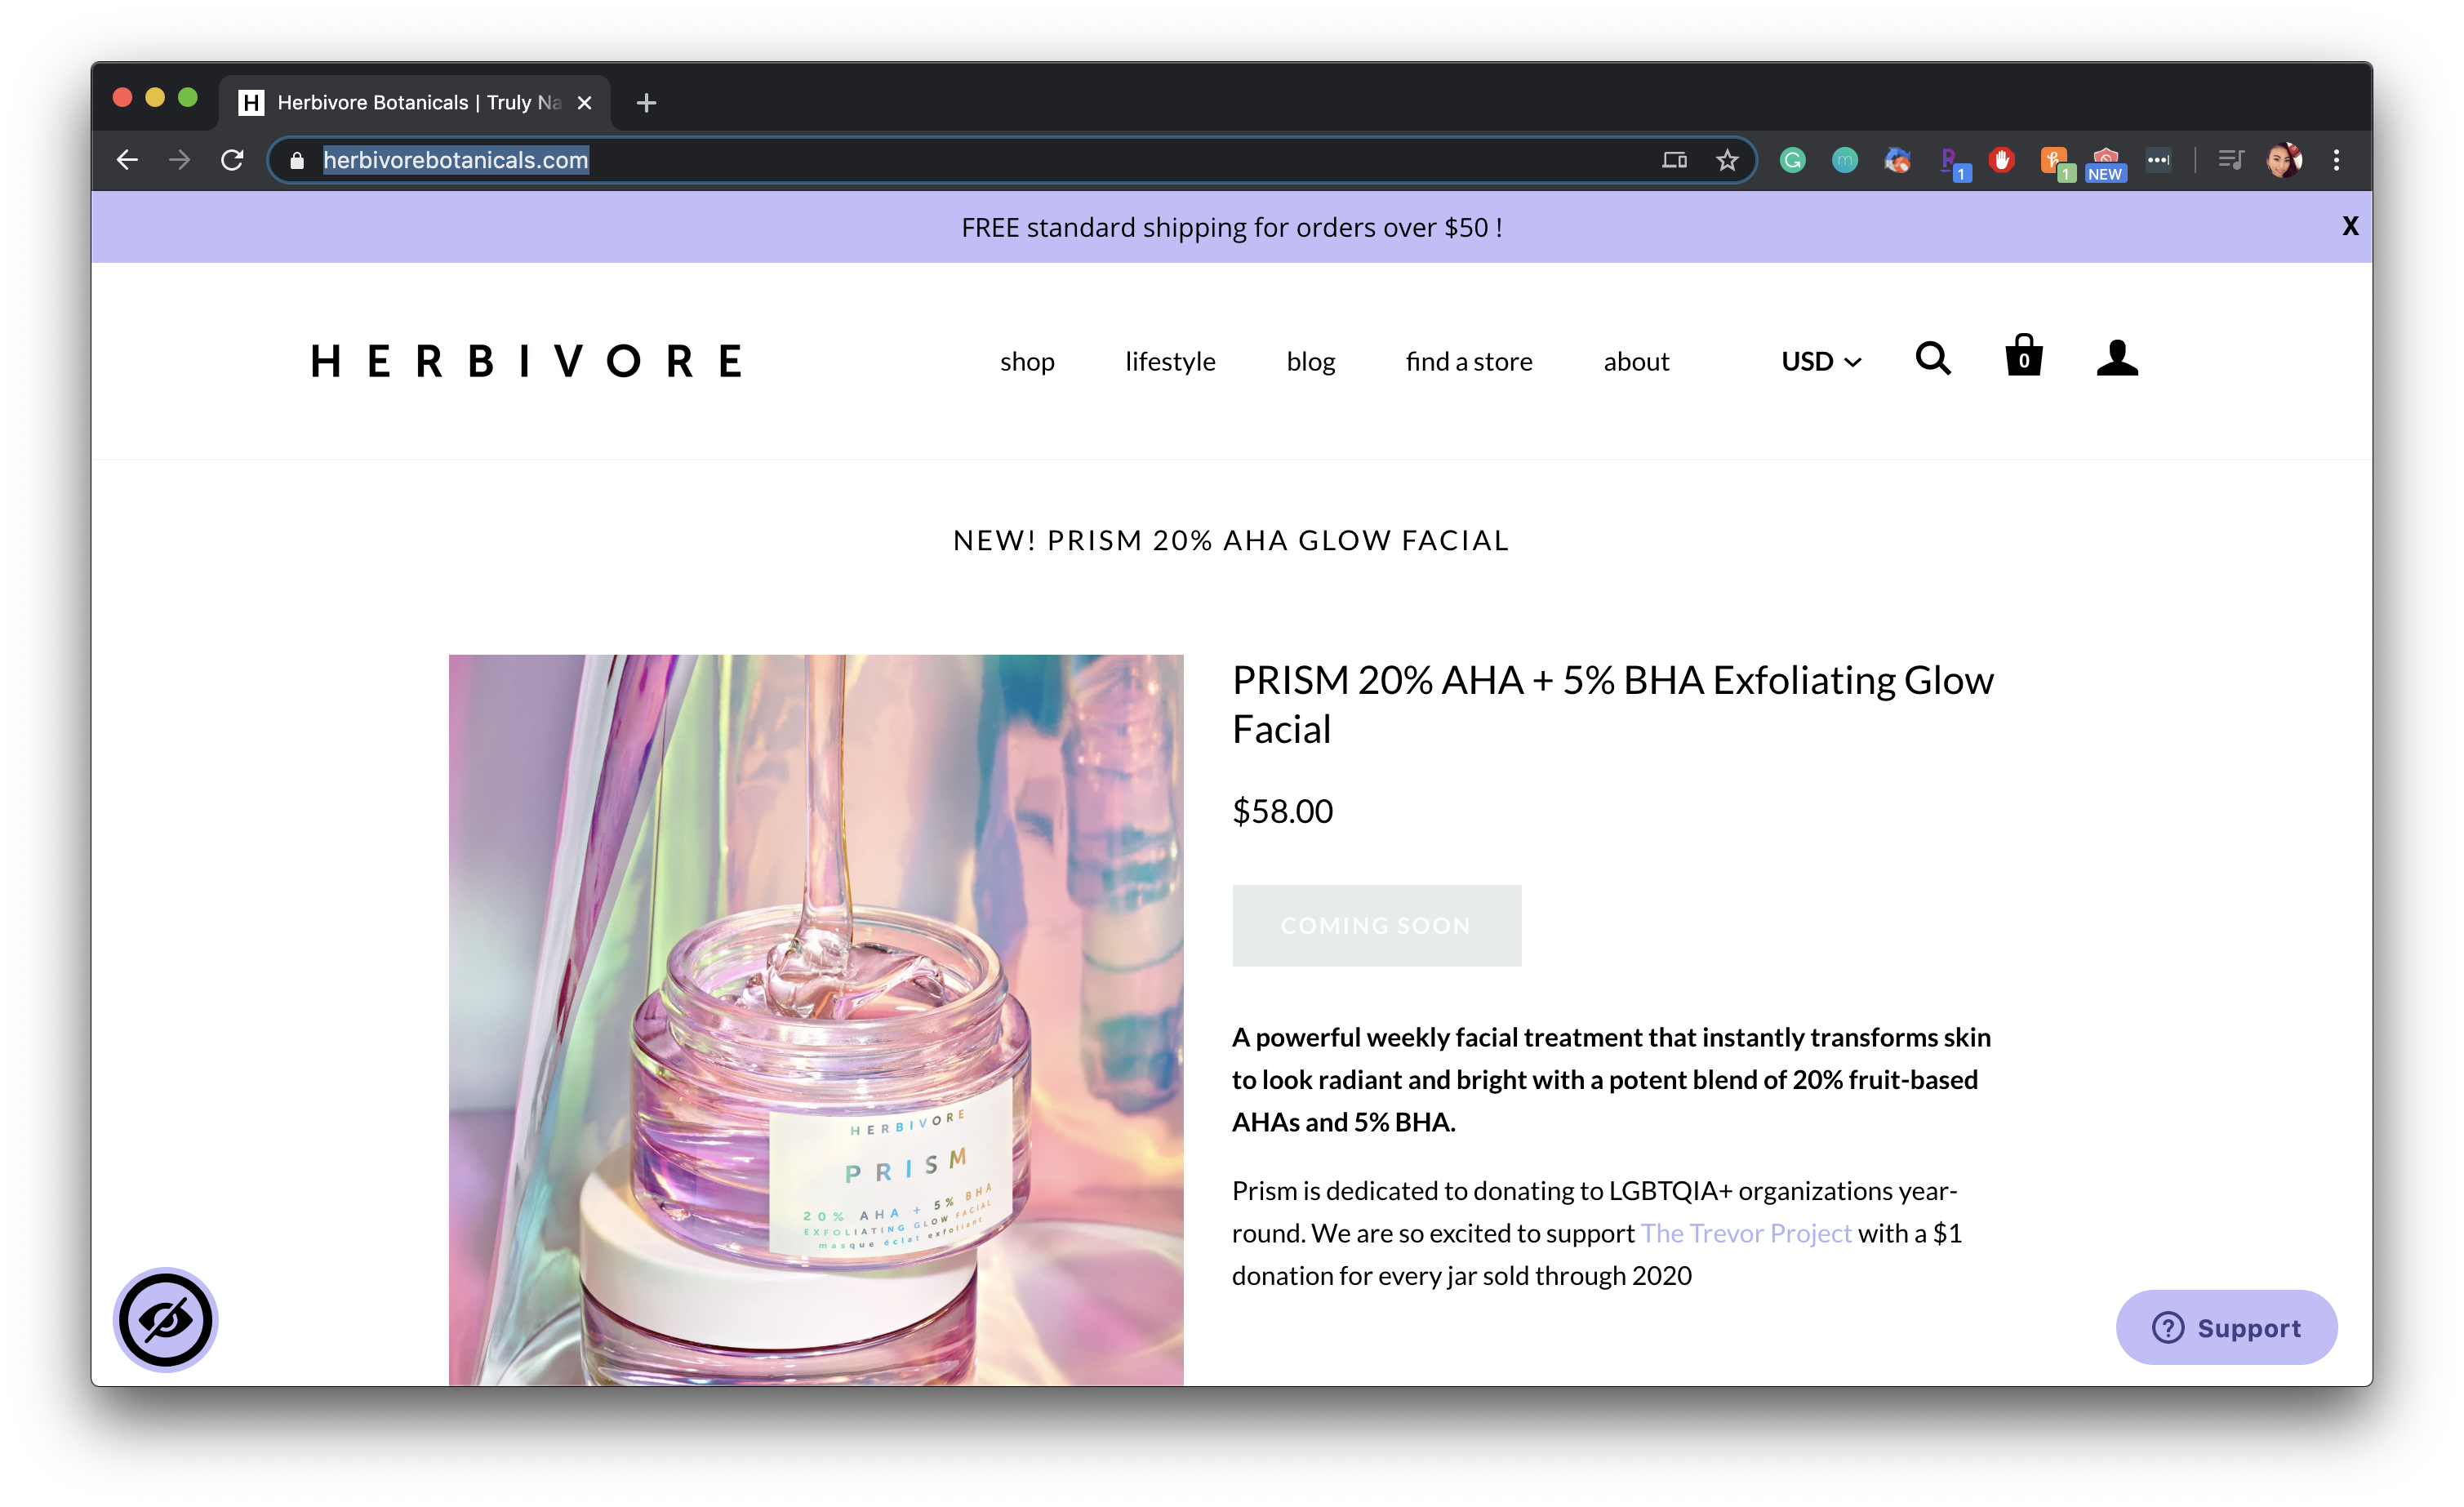 Herbivore Botanicals | Truly Na
herbivorebotanicals.com
1
1
NEW
FREE standard shipping for orders over $50 !
X
HERBIVORE
shop lifestyle blog find a store about USD 0
NEW! PRISM 20% AHA GLOW FACIAL
PRISM 20% AHA + 5% BHA Exfoliating Glow
Facial
$58.00
COMING SOON
A powerful weekly facial treatment that instantly transforms skin
to look radiant and bright with a potent blend of 20% fruit-based
AHAs and 5% BHA.
Prism is dedicated to donating to LGBTQIA+ organizations year-
round. We are so excited to support The Trevor Project with a $1
donation for every jar sold through 2020
HERBIVORE
PRISM
20% AHA + 5% BHA
EXFOLIATING GLOW FACIAL
masque éclat exfoliant
Support